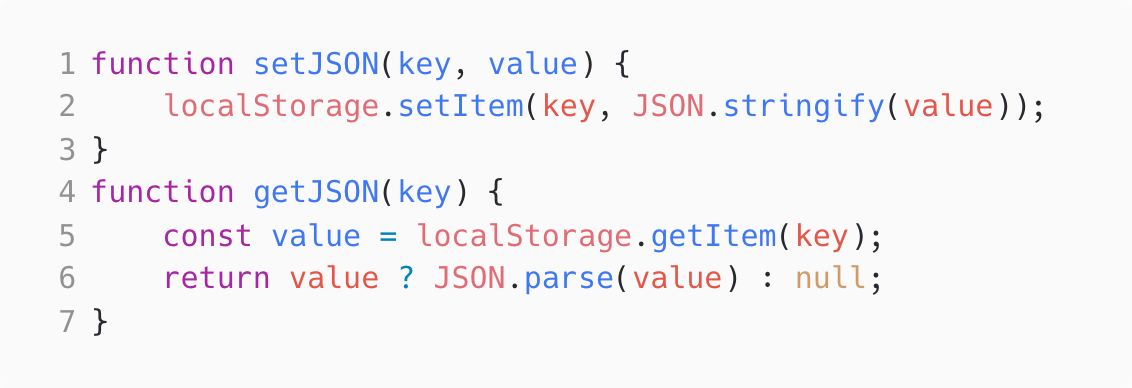 1 function setJSON(key, value) {
2     localStorage.setItem(key, JSON.stringify(value));
3 }
4 function getJSON(key) {
5     const value = localStorage.getItem(key);
6     return value ? JSON.parse(value) : null;
7 }